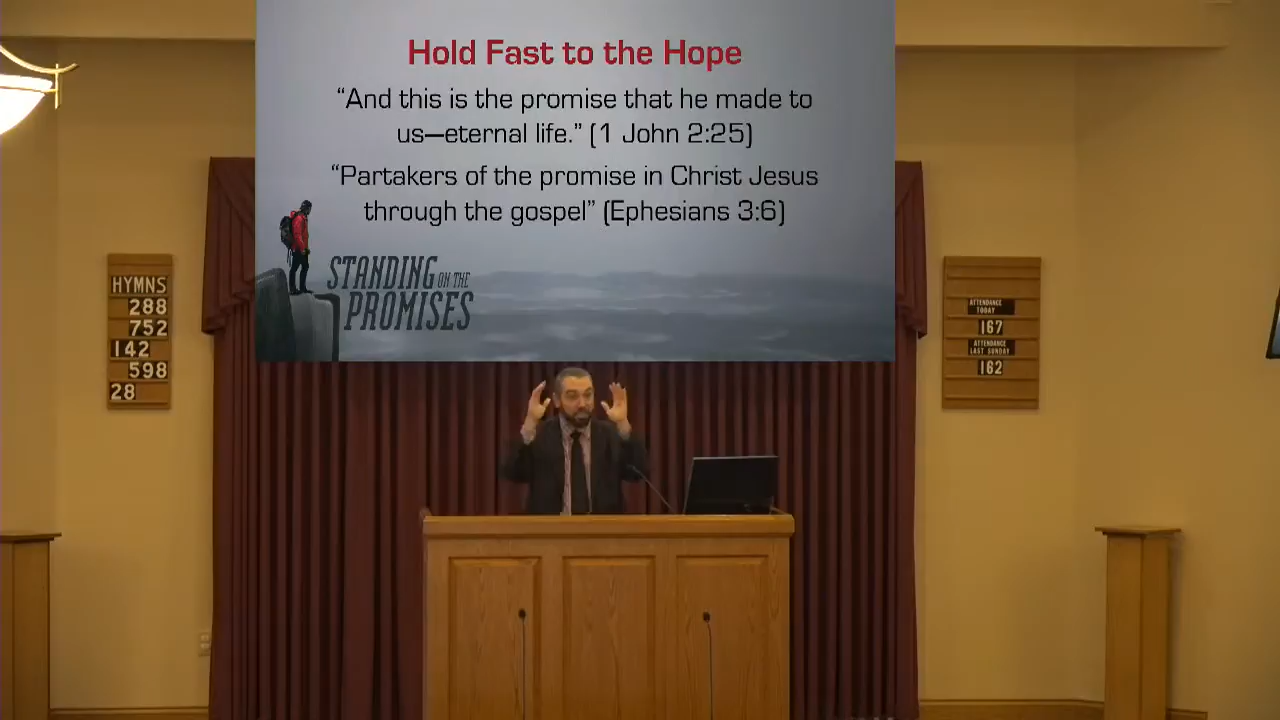 Hold Fast to the Hope
“And this is the promise that he made to
us—eternal life.” (1 John 2:25)
“Partakers of the promise in Christ Jesus
through the gospel” (Ephesians 3:6)
STANDING ON THE
PROMISES
HYMNS
288
752
142
598
28
ATTENDANCE
TODAY
167
ATTENDANCE
LAST SUNDAY
162